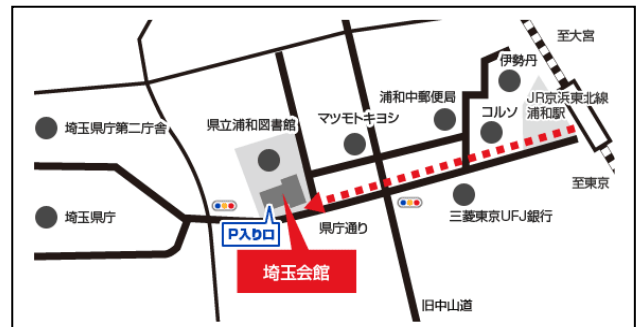 至大宮
伊勢丹
JR京浜東北線
浦和駅
浦和中郵便局
コルソ
マツモトキヨシ
県立浦和図書館
埼玉県庁第二庁舎
至東京
埼玉県庁
三菱東京UFJ銀行
県庁通り
P入り口
埼玉会館
旧中山道